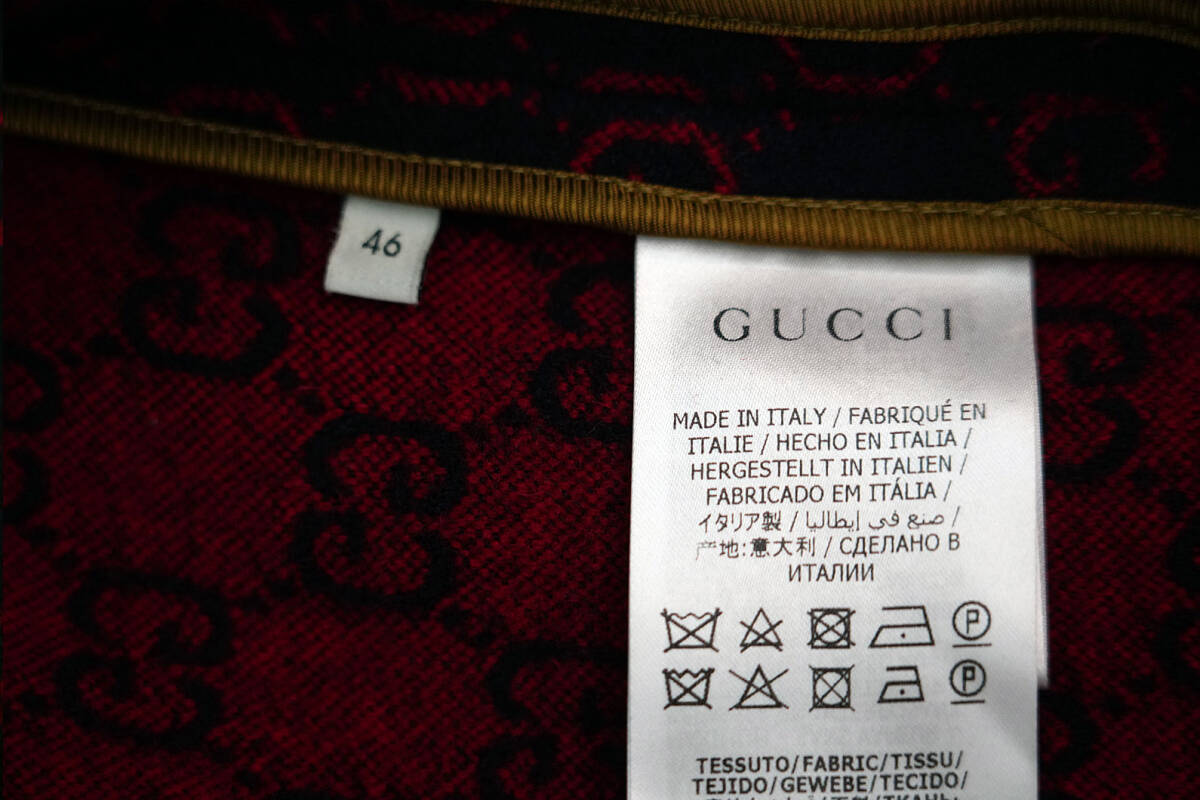 46
GUCCI
MADE IN ITALY / FABRIQUÉ EN
ITALIE / HECHO EN ITALIA /
HERGESTELLT IN ITALIEN /
FABRICADO EM ITÁLIA /
イタリア製 / صنع في إيطاليا /
产地:意大利 / СДЕЛАНО В
ИТАЛИИ
P
P
TESSUTO/FABRIC/TISSU/
TEJIDO/GEWEBE/TECIDO/